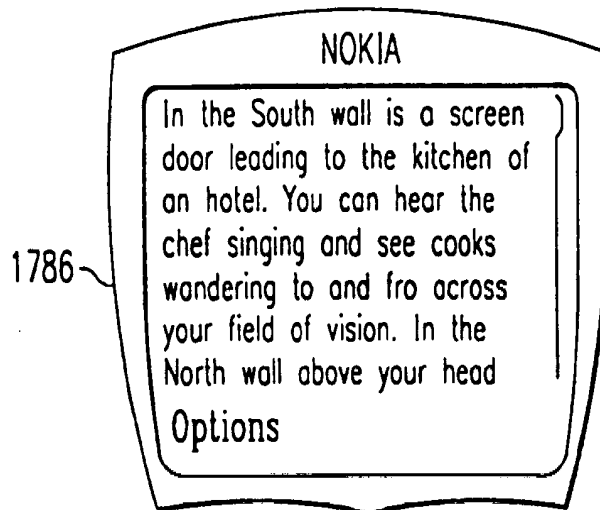 NOKIA
In the South wall is a screen
door leading to the kitchen of
an hotel. You can hear the
chef singing and see cooks
wandering to and fro across
your field of vision. In the
North wall above your head
Options
1786